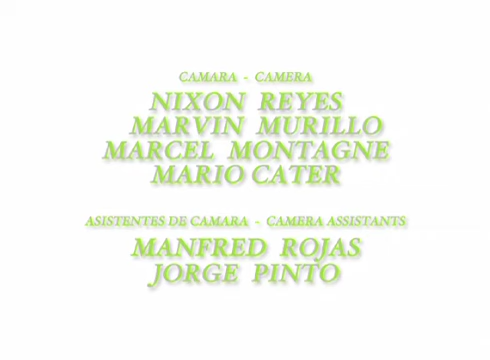 CAMARA - CAMERA
NIXON REYES
MARVIN MURILLO
MARCEL MONTAGNE
MARIO CATER
ASISTENTES DE CAMARA - CAMERA ASSISTANTS
MANFRED ROJAS
JORGE PINTO